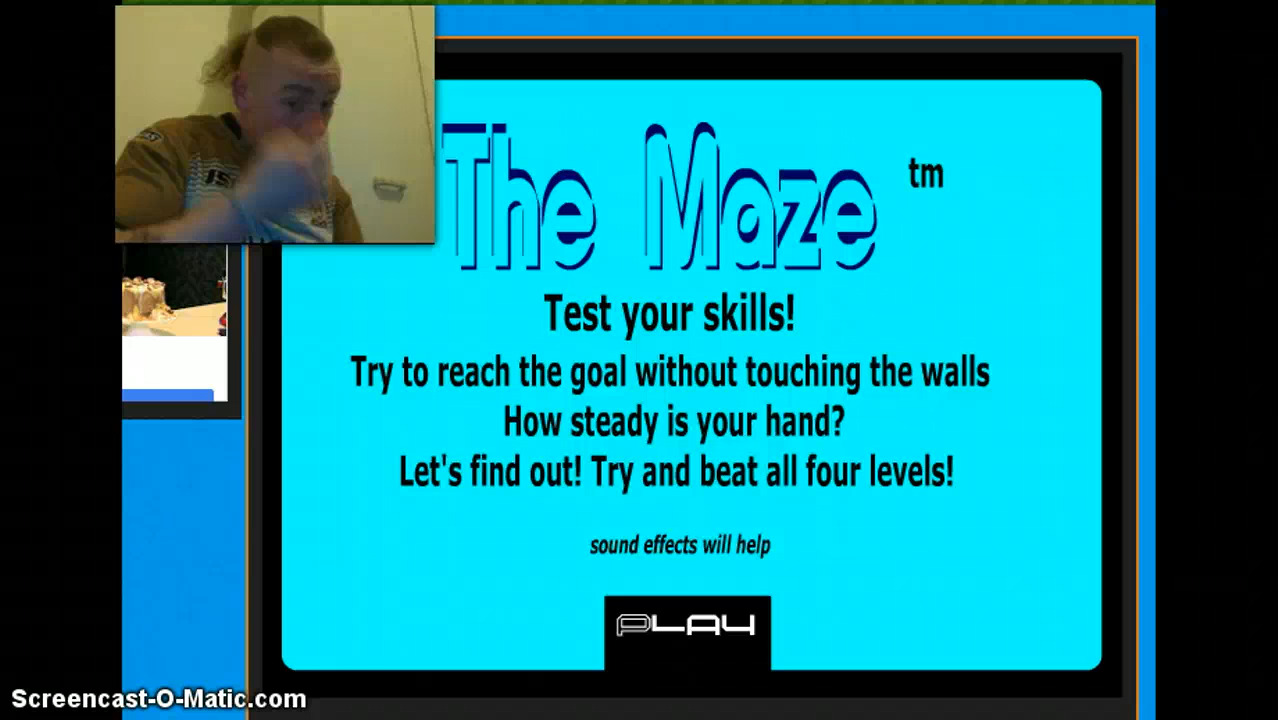 The Maze tm
Test your skills!
Try to reach the goal without touching the walls
How steady is your hand?
Let's find out! Try and beat all four levels!
sound effects will help
PLAY
Screencast-O-Matic.com